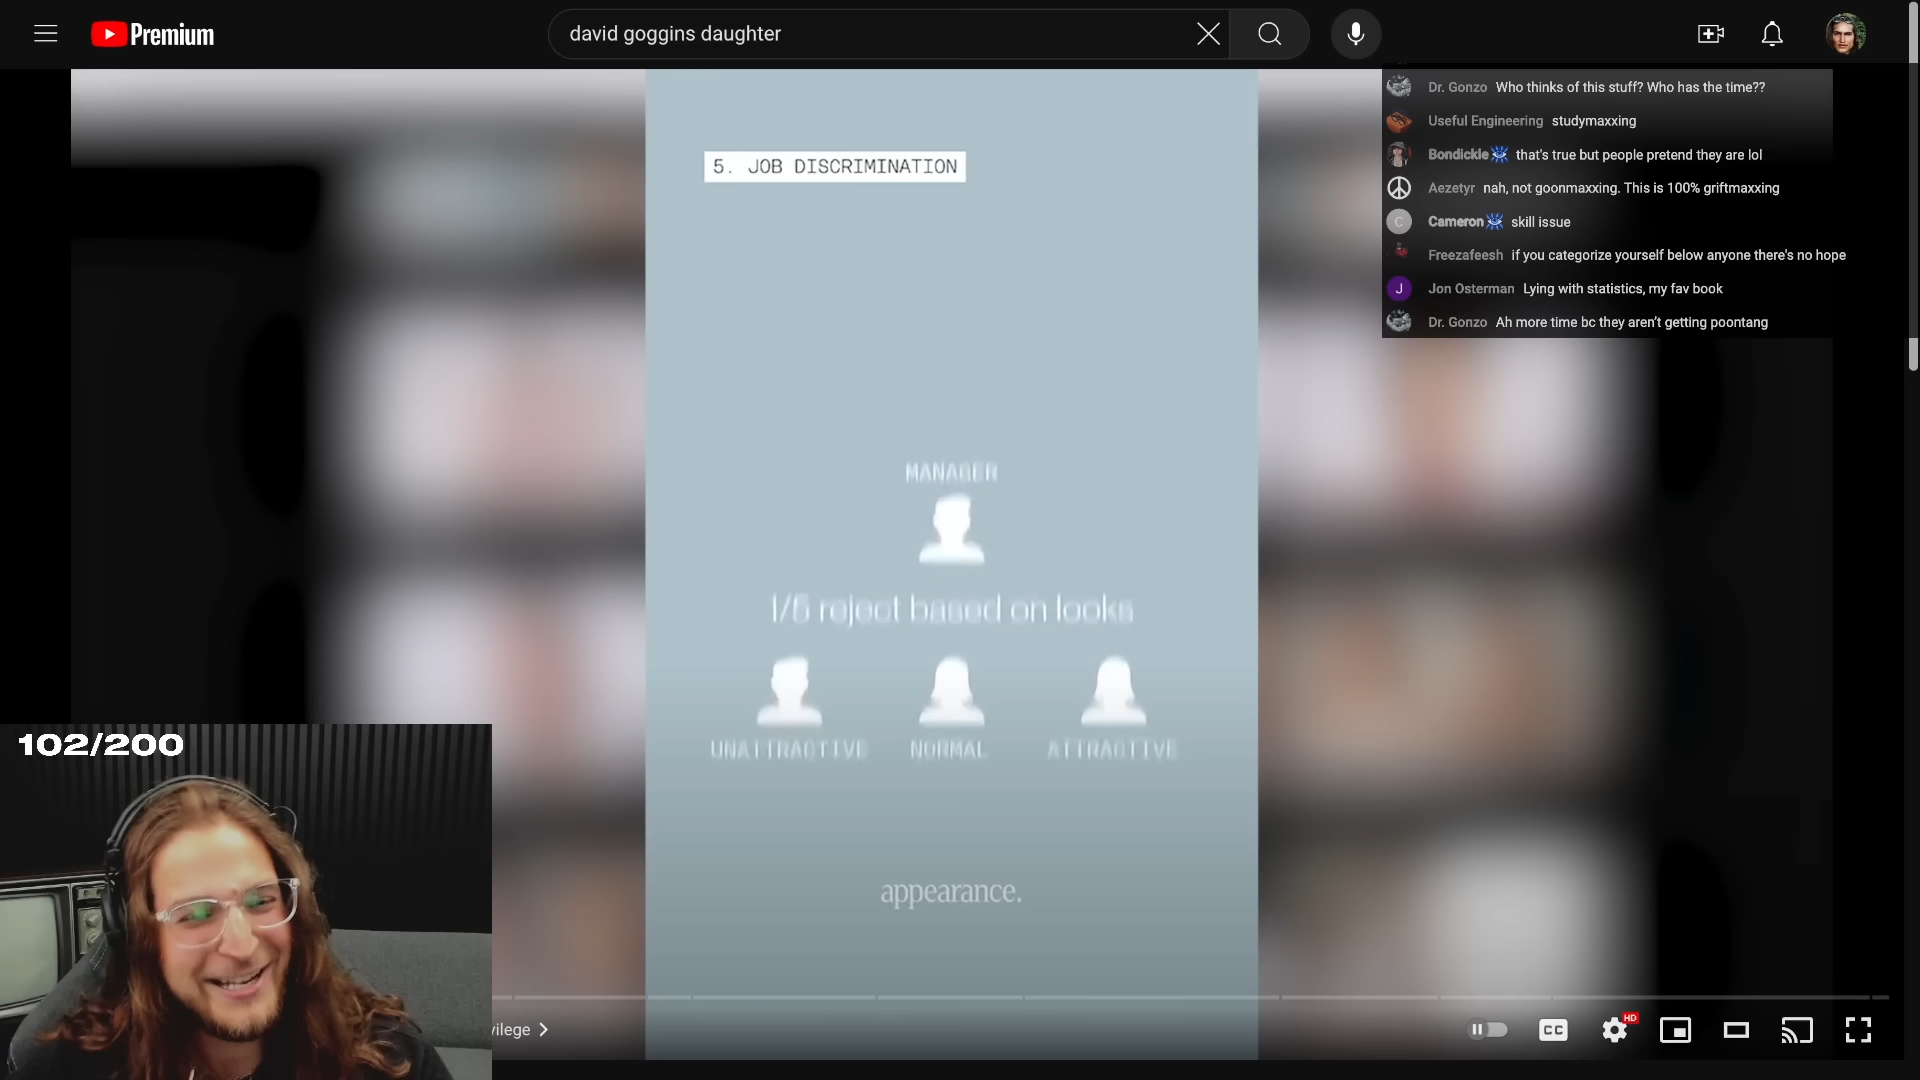 Premium
david goggins daughter
Dr. Gonzo Who thinks of this stuff? Who has the time??
Useful Engineering studymaxxing
Bondickle that's true but people pretend they are lol
Aezetyr nah, not goonmaxxing. This is 100% griftmaxxing
C Cameron skill issue
Freezafeesh if you categorize yourself below anyone there's no hope
J Jon Osterman Lying with statistics, my fav book
Dr. Gonzo Ah more time bc they aren't getting poontang
5. JOB DISCRIMINATION
MANAGER
1/5 reject based on looks
UNATTRACTIVE NORMAL ATTRACTIVE
appearance.
102/200
vilege
CC
HD